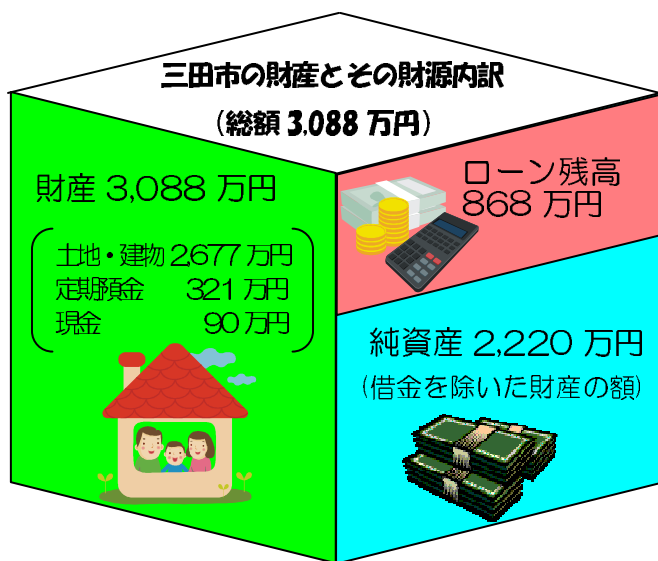 三田市の財産とその財源内訳
(総額 3,088 万円)
財産 3,088 万円
土地・建物 2,677 万円
定期預金 321 万円
現金 90 万円
ローン残高
868 万円
純資産 2,220 万円
(借金を除いた財産の額)